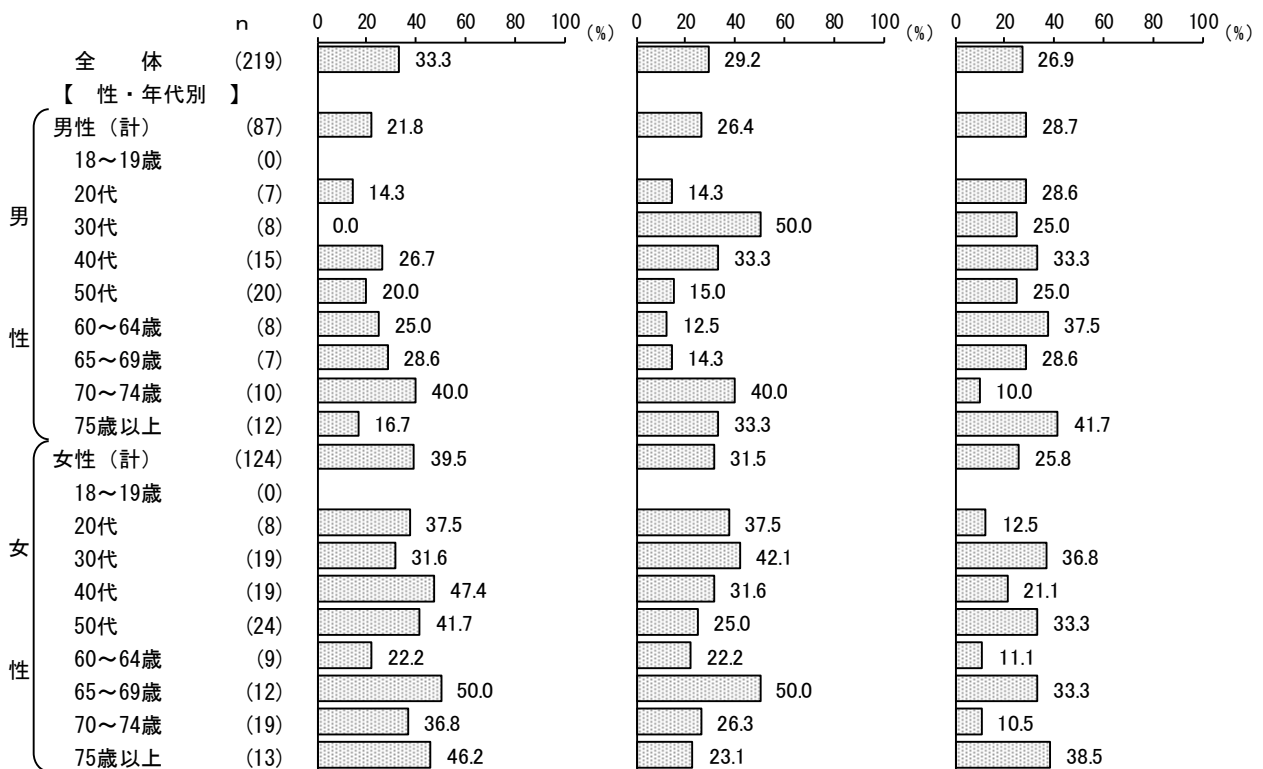 n 0 20 40 60 80 100 (%) 0 20 40 60 80 100 (%) 0 20 40 60 80 100 (%)
全 体 (219) 33.3 29.2 26.9
【 性・年代別 】
男性（計） (87) 21.8 26.4 28.7
18～19歳 (0)
20代 (7) 14.3 14.3 28.6
男
30代 (8) 0.0 50.0 25.0
40代 (15) 26.7 33.3 33.3
50代 (20) 20.0 15.0 25.0
性
60～64歳 (8) 25.0 12.5 37.5
65～69歳 (7) 28.6 14.3 28.6
70～74歳 (10) 40.0 40.0 10.0
75歳以上 (12) 16.7 33.3 41.7
女性（計） (124) 39.5 31.5 25.8
18～19歳 (0)
20代 (8) 37.5 37.5 12.5
女
30代 (19) 31.6 42.1 36.8
40代 (19) 47.4 31.6 21.1
50代 (24) 41.7 25.0 33.3
60～64歳 (9) 22.2 22.2 11.1
性
65～69歳 (12) 50.0 50.0 33.3
70～74歳 (19) 36.8 26.3 10.5
75歳以上 (13) 46.2 23.1 38.5